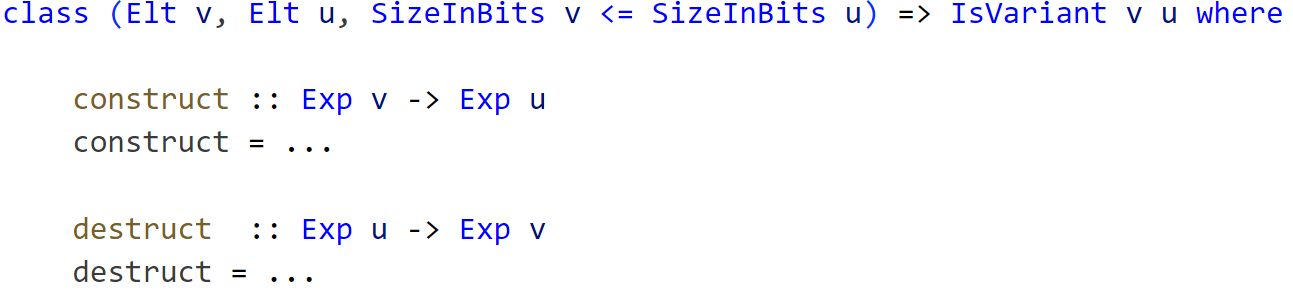 class (Elt v, Elt u, SizeInBits v <= SizeInBits u) => IsVariant v u where
construct :: Exp v -> Exp u
construct = ...
destruct  :: Exp u -> Exp v
destruct = ...